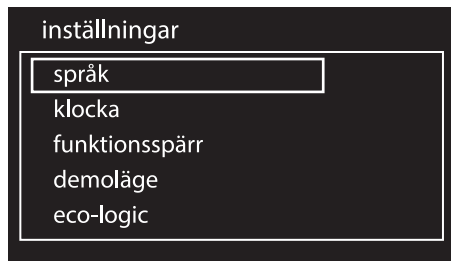 inställningar
språk
klocka
funktionsspärr
demoläge
eco-logic